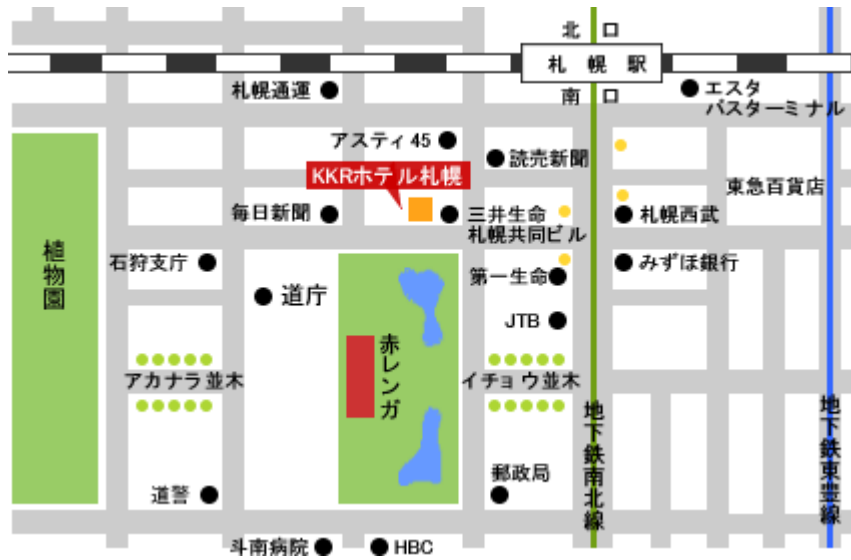 北 口
札 幌 駅
南 口
札幌通運
エスタ
バスターミナル
アスティ45
読売新聞
KKRホテル札幌
東急百貨店
毎日新聞
三井生命
札幌共同ビル
札幌西武
植物園
石狩支庁
第一生命
みずほ銀行
道庁
JTB
赤レンガ
アカナラ並木
イチョウ並木
地下鉄南北線
地下鉄東豊線
道警
郵政局
斗南病院
HBC